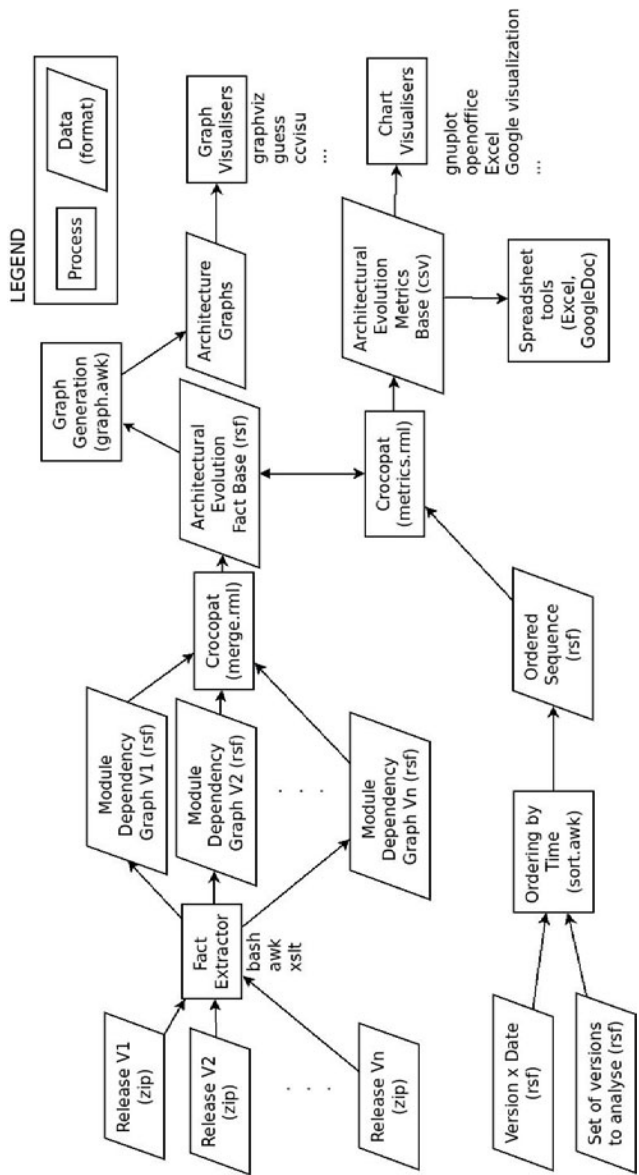 LEGEND
Process
Data
(format)
Release V1
(zip)
Release V2
(zip)
. . .
Release Vn
(zip)
Fact
Extractor
bash
awk
xslt
Module
Dependency
Graph V1 (rsf)
Module
Dependency
Graph V2 (rsf)
. . .
Module
Dependency
Graph Vn (rsf)
Crocopat
(merge.rml)
Architectural
Evolution
Fact Base (rsf)
Graph
Generation
(graph.awk)
Architecture
Graphs
Graph
Visualisers
graphviz
guess
ccvisu
...
Version x Date
(rsf)
Set of versions
to analyse (rsf)
Ordering by
Time
(sort.awk)
Ordered
Sequence
(rsf)
Crocopat
(metrics.rml)
Architectural
Evolution
Metrics
Base (csv)
Chart
Visualisers
gnuplot
openoffice
Excel
Google visualization
...
Spreadsheet
tools
(Excel,
GoogleDoc)